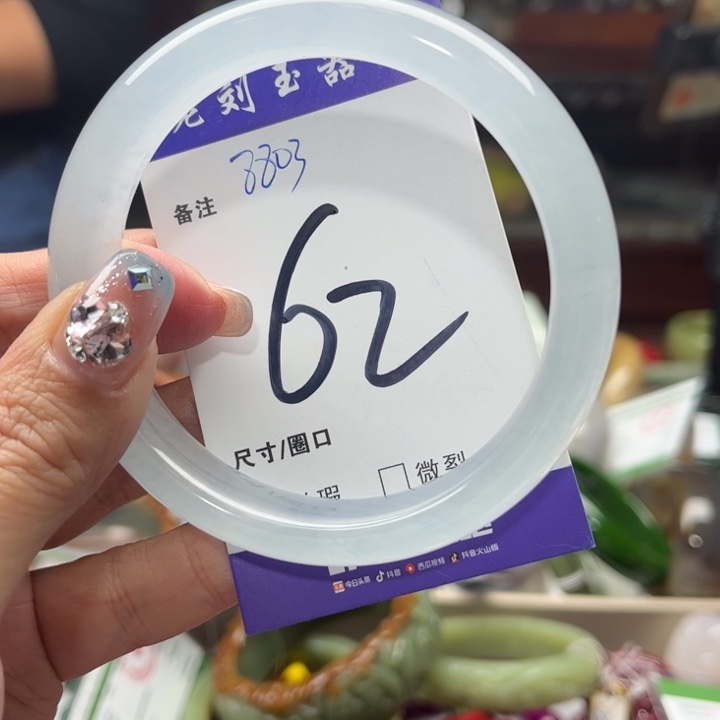 刻玉器
8803
备注
62
尺寸/圈口
瑕 微裂
今日头条 抖音 西瓜视频 抖音火山版